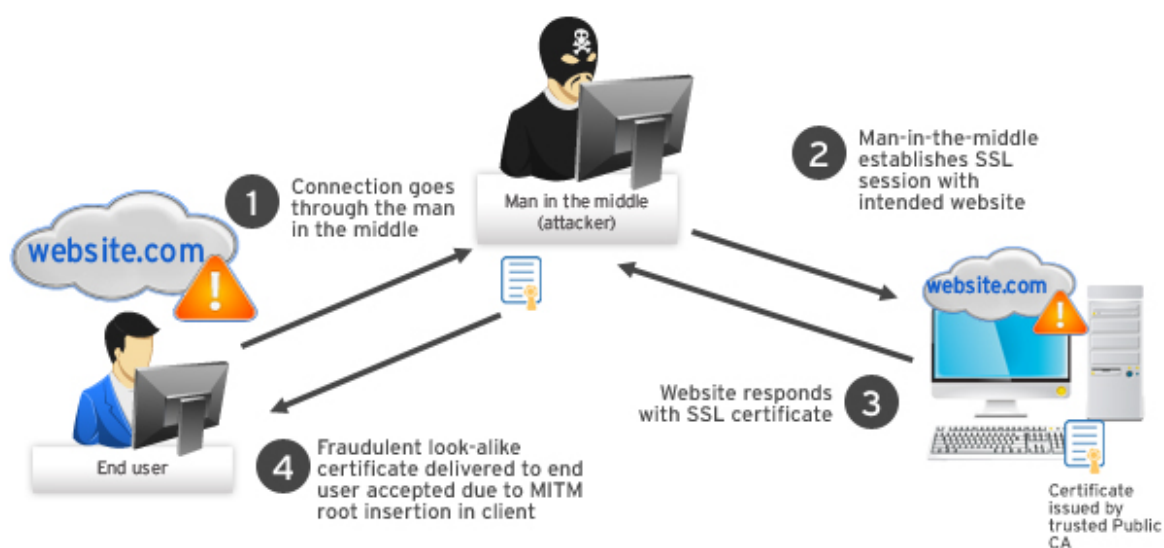 1
Connection goes
through the man
in the middle
Man in the middle
(attacker)
2
Man-in-the-middle
establishes SSL
session with
intended website
website.com
!
website.com
!
Website responds
with SSL certificate
3
End user
4
Fraudulent look-alike
certificate delivered to end
user accepted due to MITM
root insertion in client
Certificate
issued by
trusted Public
CA